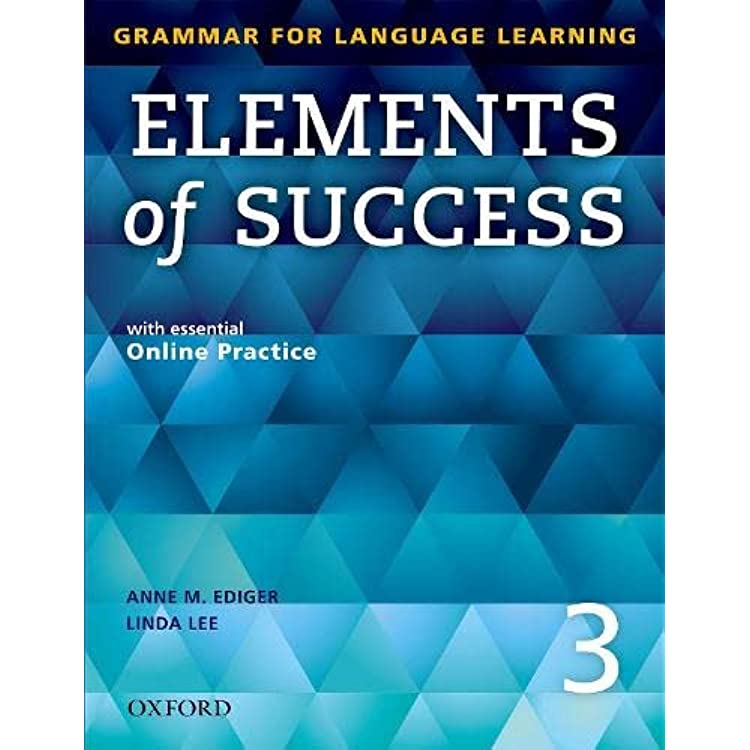 GRAMMAR FOR LANGUAGE LEARNING
ELEMENTS
of SUCCESS
with essential
Online Practice
ANNE M. EDIGER
LINDA LEE
3
OXFORD